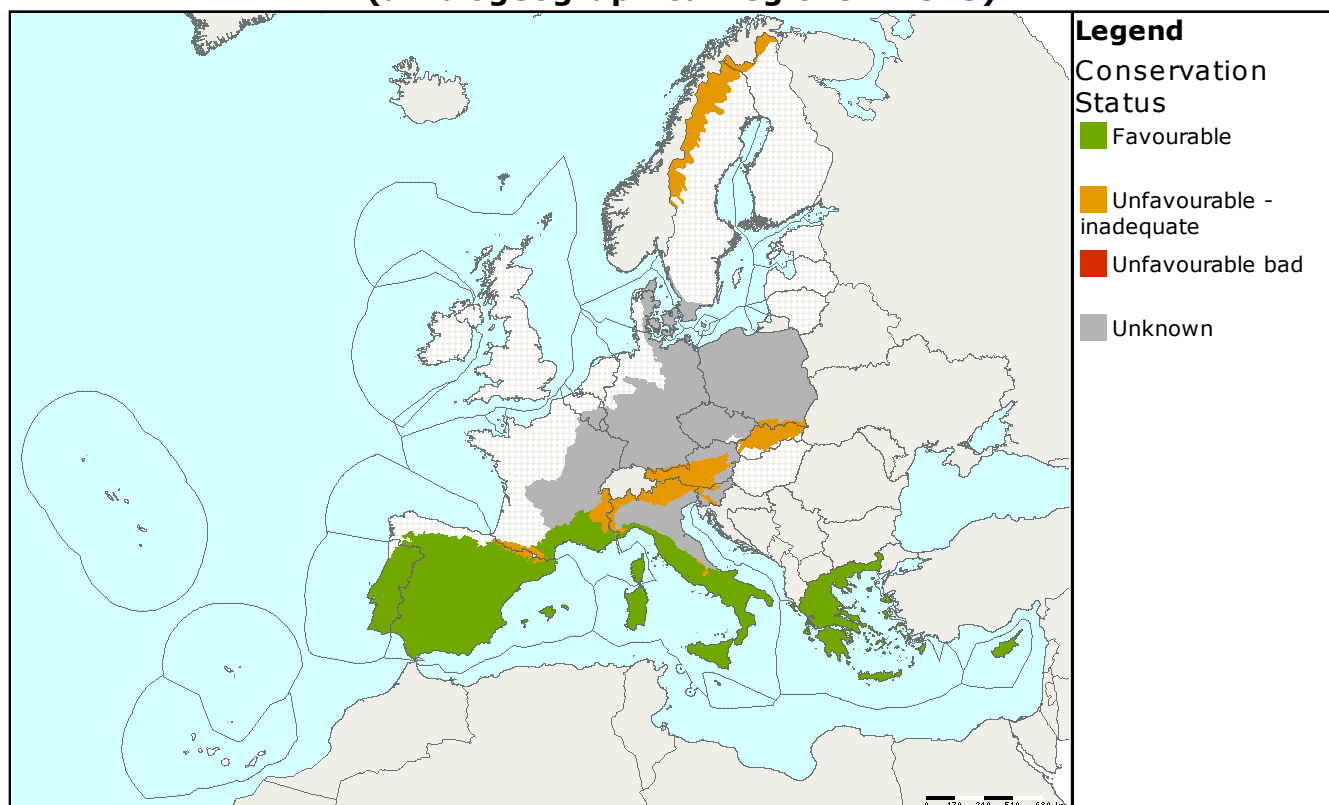 Legend
Conservation
Status
Favourable
Unfavourable -
inadequate
Unfavourable bad
Unknown